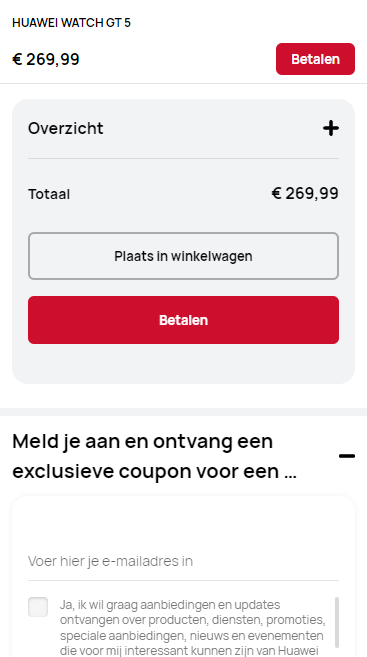 HUAWEI WATCH GT 5
€ 269,99
Betalen
Overzicht
Totaal
€ 269,99
Plaats in winkelwagen
Betalen
Meld je aan en ontvang een
exclusieve coupon voor een ...
Voer hier je e-mailadres in
Ja, ik wil graag aanbiedingen en updates
ontvangen over producten, diensten, promoties,
speciale aanbiedingen, nieuws en evenementen
die voor mij interessant kunnen zijn van Huawei